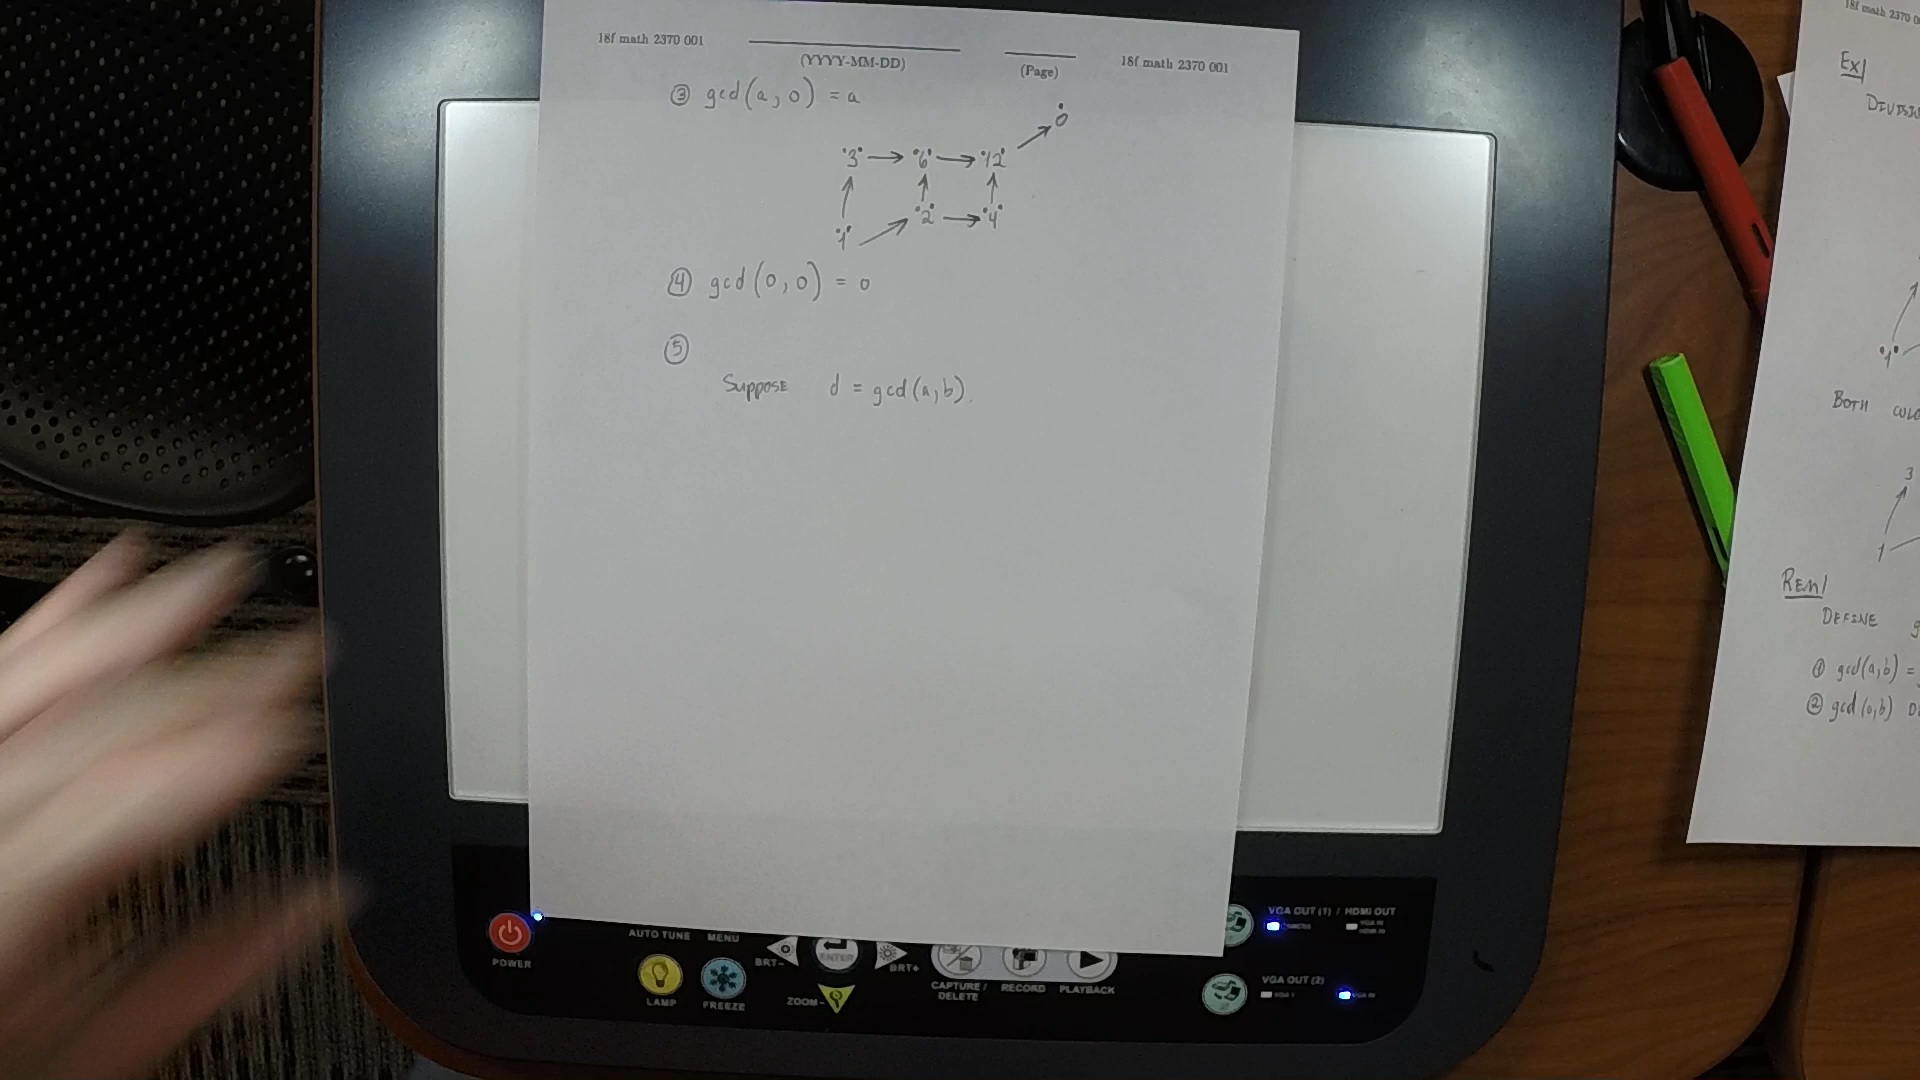 18f math 2370 001
(YYYY-MM-DD)
(Page)
18f math 2370 001
③ gcd(a, 0) = a
0
"3" → "6" → "12"
"1" "2" → "4"
④ gcd(0, 0) = 0
⑤
Suppose d = gcd(a, b).
18f math 2370
Ex/
BOTH
3
1
Rem/
DEFINE
① gcd(a,b) =
② gcd(a,b)
POWER
AUTO TUNE
MENU
LAMP
FREEZE
BRT-
ENTER
BRT+
ZOOM-
CAPTURE / DELETE
RECORD
PLAYBACK
VGA OUT (1) / HDMI OUT
VGA OUT (2)